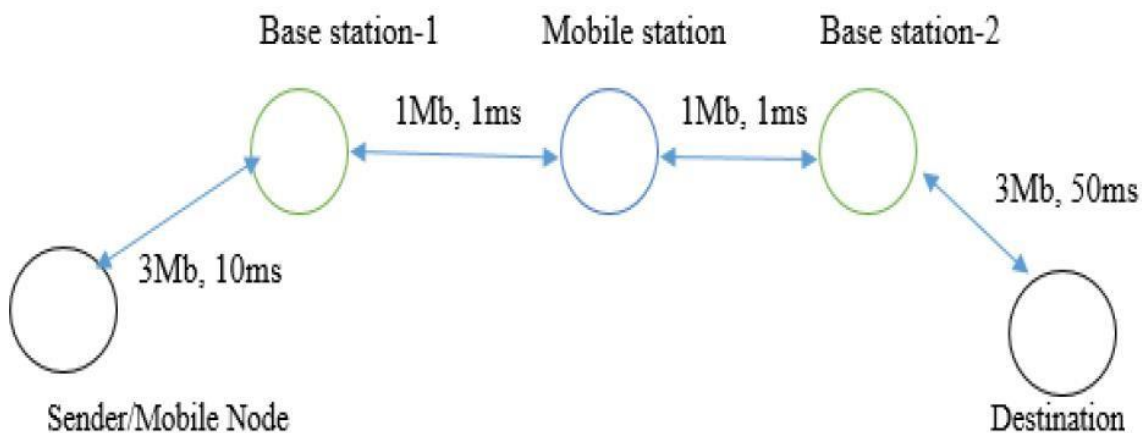 Base station-1
Mobile station
Base station-2
1Mb, 1ms
1Mb, 1ms
3Mb, 50ms
3Mb, 10ms
Sender/Mobile Node
Destination